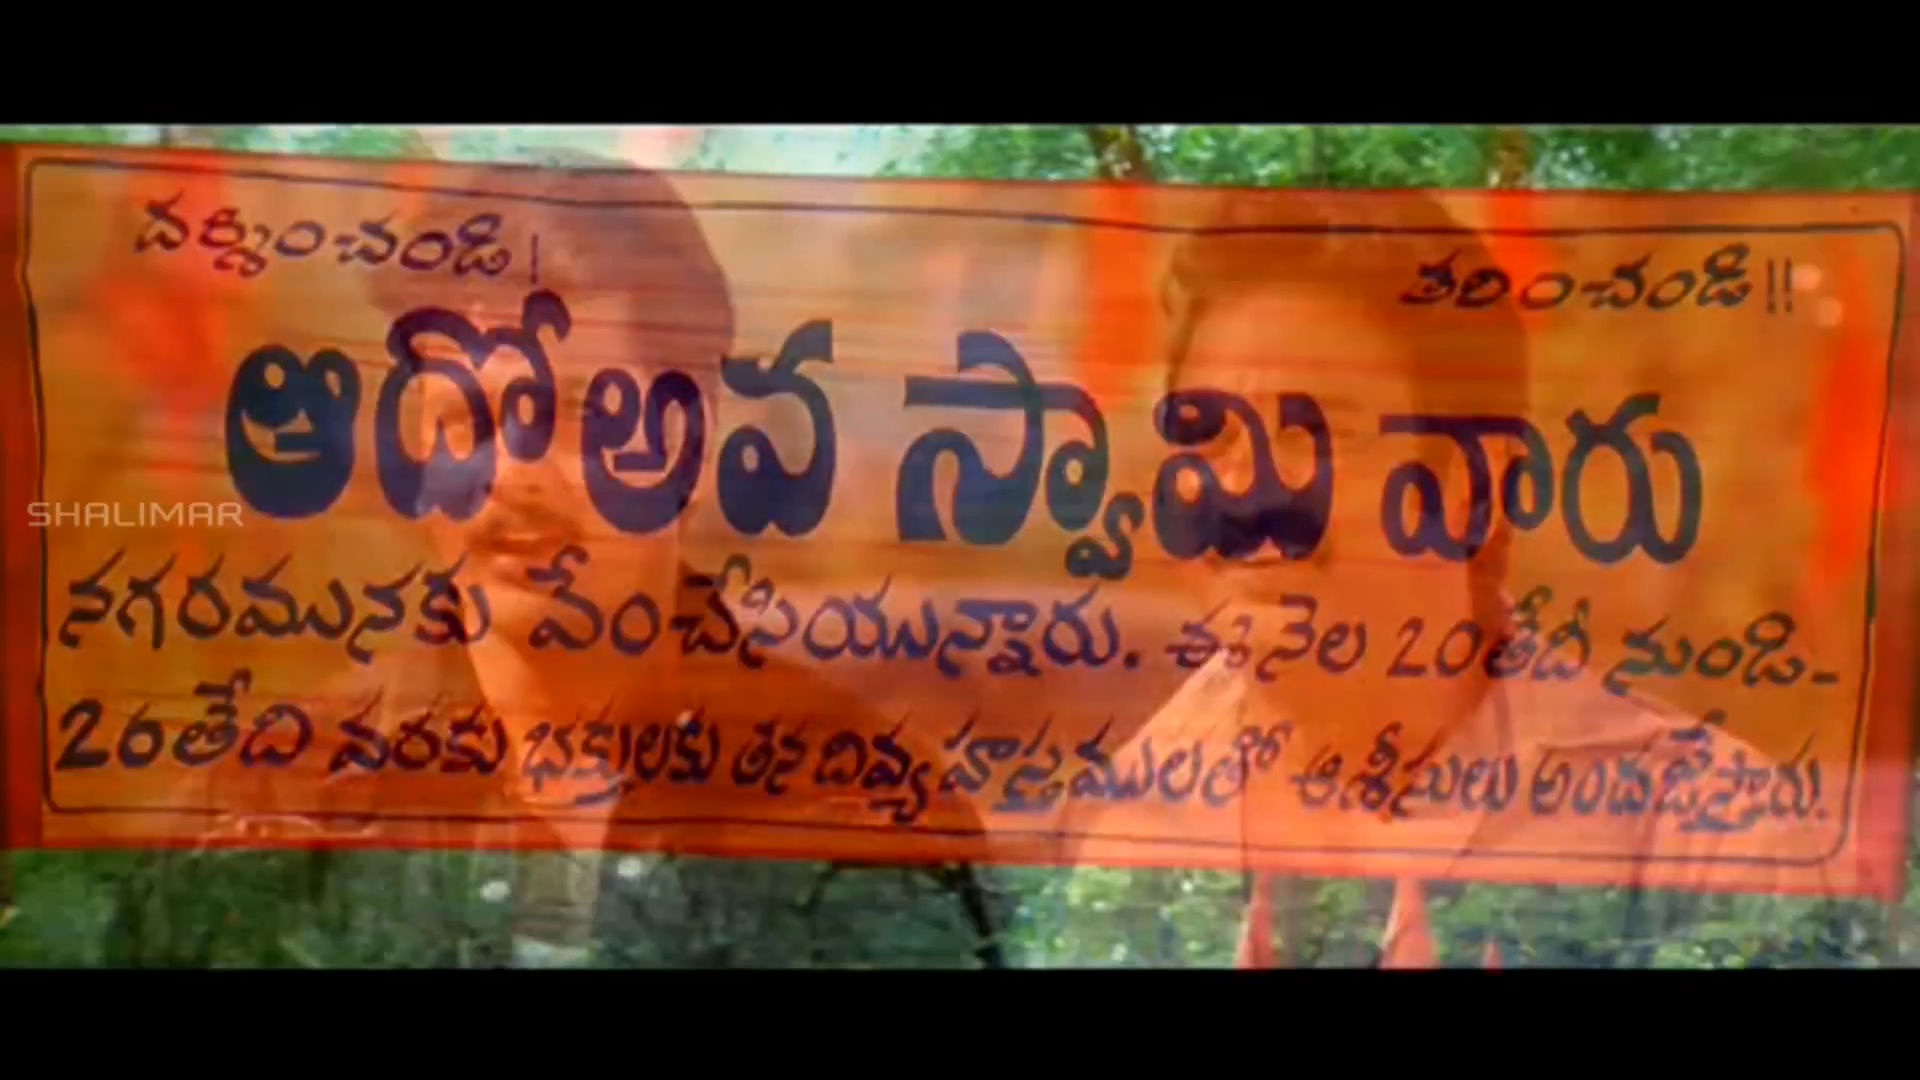 దర్శించండి! తరించండి!!
ఆదోఅవ స్వామి వారు
SHALIMAR
నగరమునకు వేంచేసియున్నారు. ఈ నెల 20తేదీ నుండి-
26తేది వరకు భక్తులకు తన దివ్య హస్తములతో ఆశీసులు అందజేస్తారు.